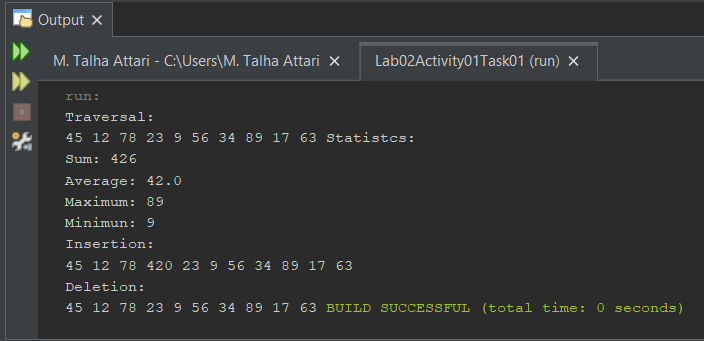 Output
M. Talha Attari - C:\Users\M. Talha Attari
Lab02Activity01Task01 (run)
run:
Traversal:
45 12 78 23 9 56 34 89 17 63 Statistcs:
Sum: 426
Average: 42.0
Maximum: 89
Minimun: 9
Insertion:
45 12 78 420 23 9 56 34 89 17 63
Deletion:
45 12 78 23 9 56 34 89 17 63 BUILD SUCCESSFUL (total time: 0 seconds)